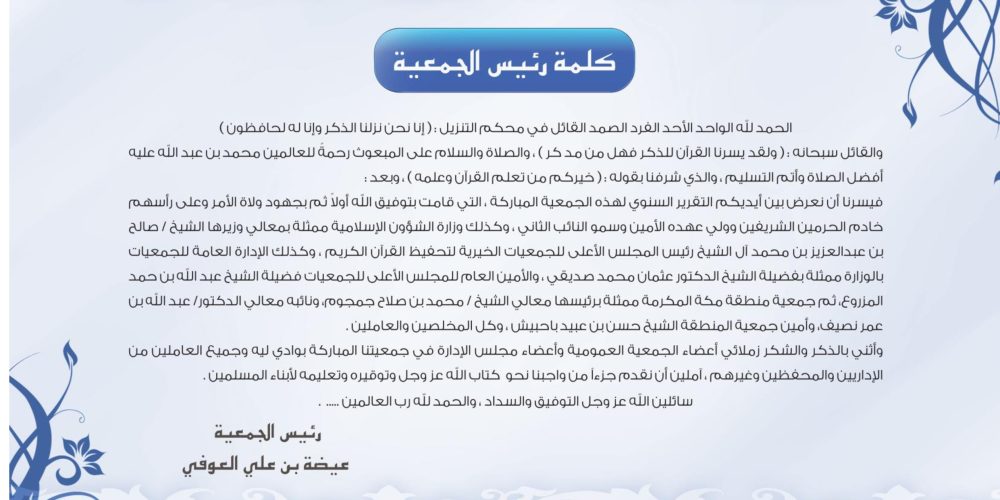 كلمة رئيس الجمعية
الحمد لله الواحد الأحد الفرد الصمد القائل في محكم التنزيل : ( إنا نحن نزلنا الذكر وإنا له لحافظون )
والقائل سبحانه : ( ولقد يسرنا القرآن للذكر فهل من مدكر ) ، والصلاة والسلام على المبعوث رحمةً للعالمين محمد بن عبد الله عليه
أفضل الصلاة وأتم التسليم ، والذي شرفنا بقوله : ( خيركم من تعلم القرآن وعلمه ) ، وبعد :
فيسرنا أن نعرض بين أيديكم التقرير السنوي لهذه الجمعية المباركة ، التي قامت بتوفيق الله أولاً ثم بجهود ولاة الأمر وعلى رأسهم
خادم الحرمين الشريفين وولي عهده الأمين وسمو النائب الثاني ، وكذلك وزارة الشؤون الإسلامية ممثلة بمعالي وزيرها الشيخ / صالح
بن عبدالعزيز بن محمد آل الشيخ رئيس المجلس الأعلى للجمعيات الخيرية لتحفيظ القرآن الكريم ، وكذلك الإدارة العامة للجمعيات
بالوزارة ممثلة بفضيلة الشيخ الدكتور عثمان محمد صديقي ، والأمين العام للمجلس الأعلى للجمعيات فضيلة الشيخ عبد الله بن حمد
المزروع، ثم جمعية منطقة مكة المكرمة ممثلة برئيسها معالي الشيخ / محمد بن صلاح جمجوم، ونائبه معالي الدكتور/ عبد الله بن
عمر نصيف، وأمين جمعية المنطقة الشيخ حسن بن عبيد باحبيش ، وكل المخلصين والعاملين .
وأثني بالذكر والشكر زملائي أعضاء الجمعية العمومية وأعضاء مجلس الإدارة في جمعيتنا المباركة بوادي ليه وجميع العاملين من
الإداريين والمحفظين وغيرهم ، آملين أن نقدم جزءاً من واجبنا نحو كتاب الله عز وجل وتوقيره وتعليمه لأبناء المسلمين .
سائلين الله عز وجل التوفيق والسداد ، والحمد لله رب العالمين ..... .
رئيس الجمعية
عيضة بن علي العوفي